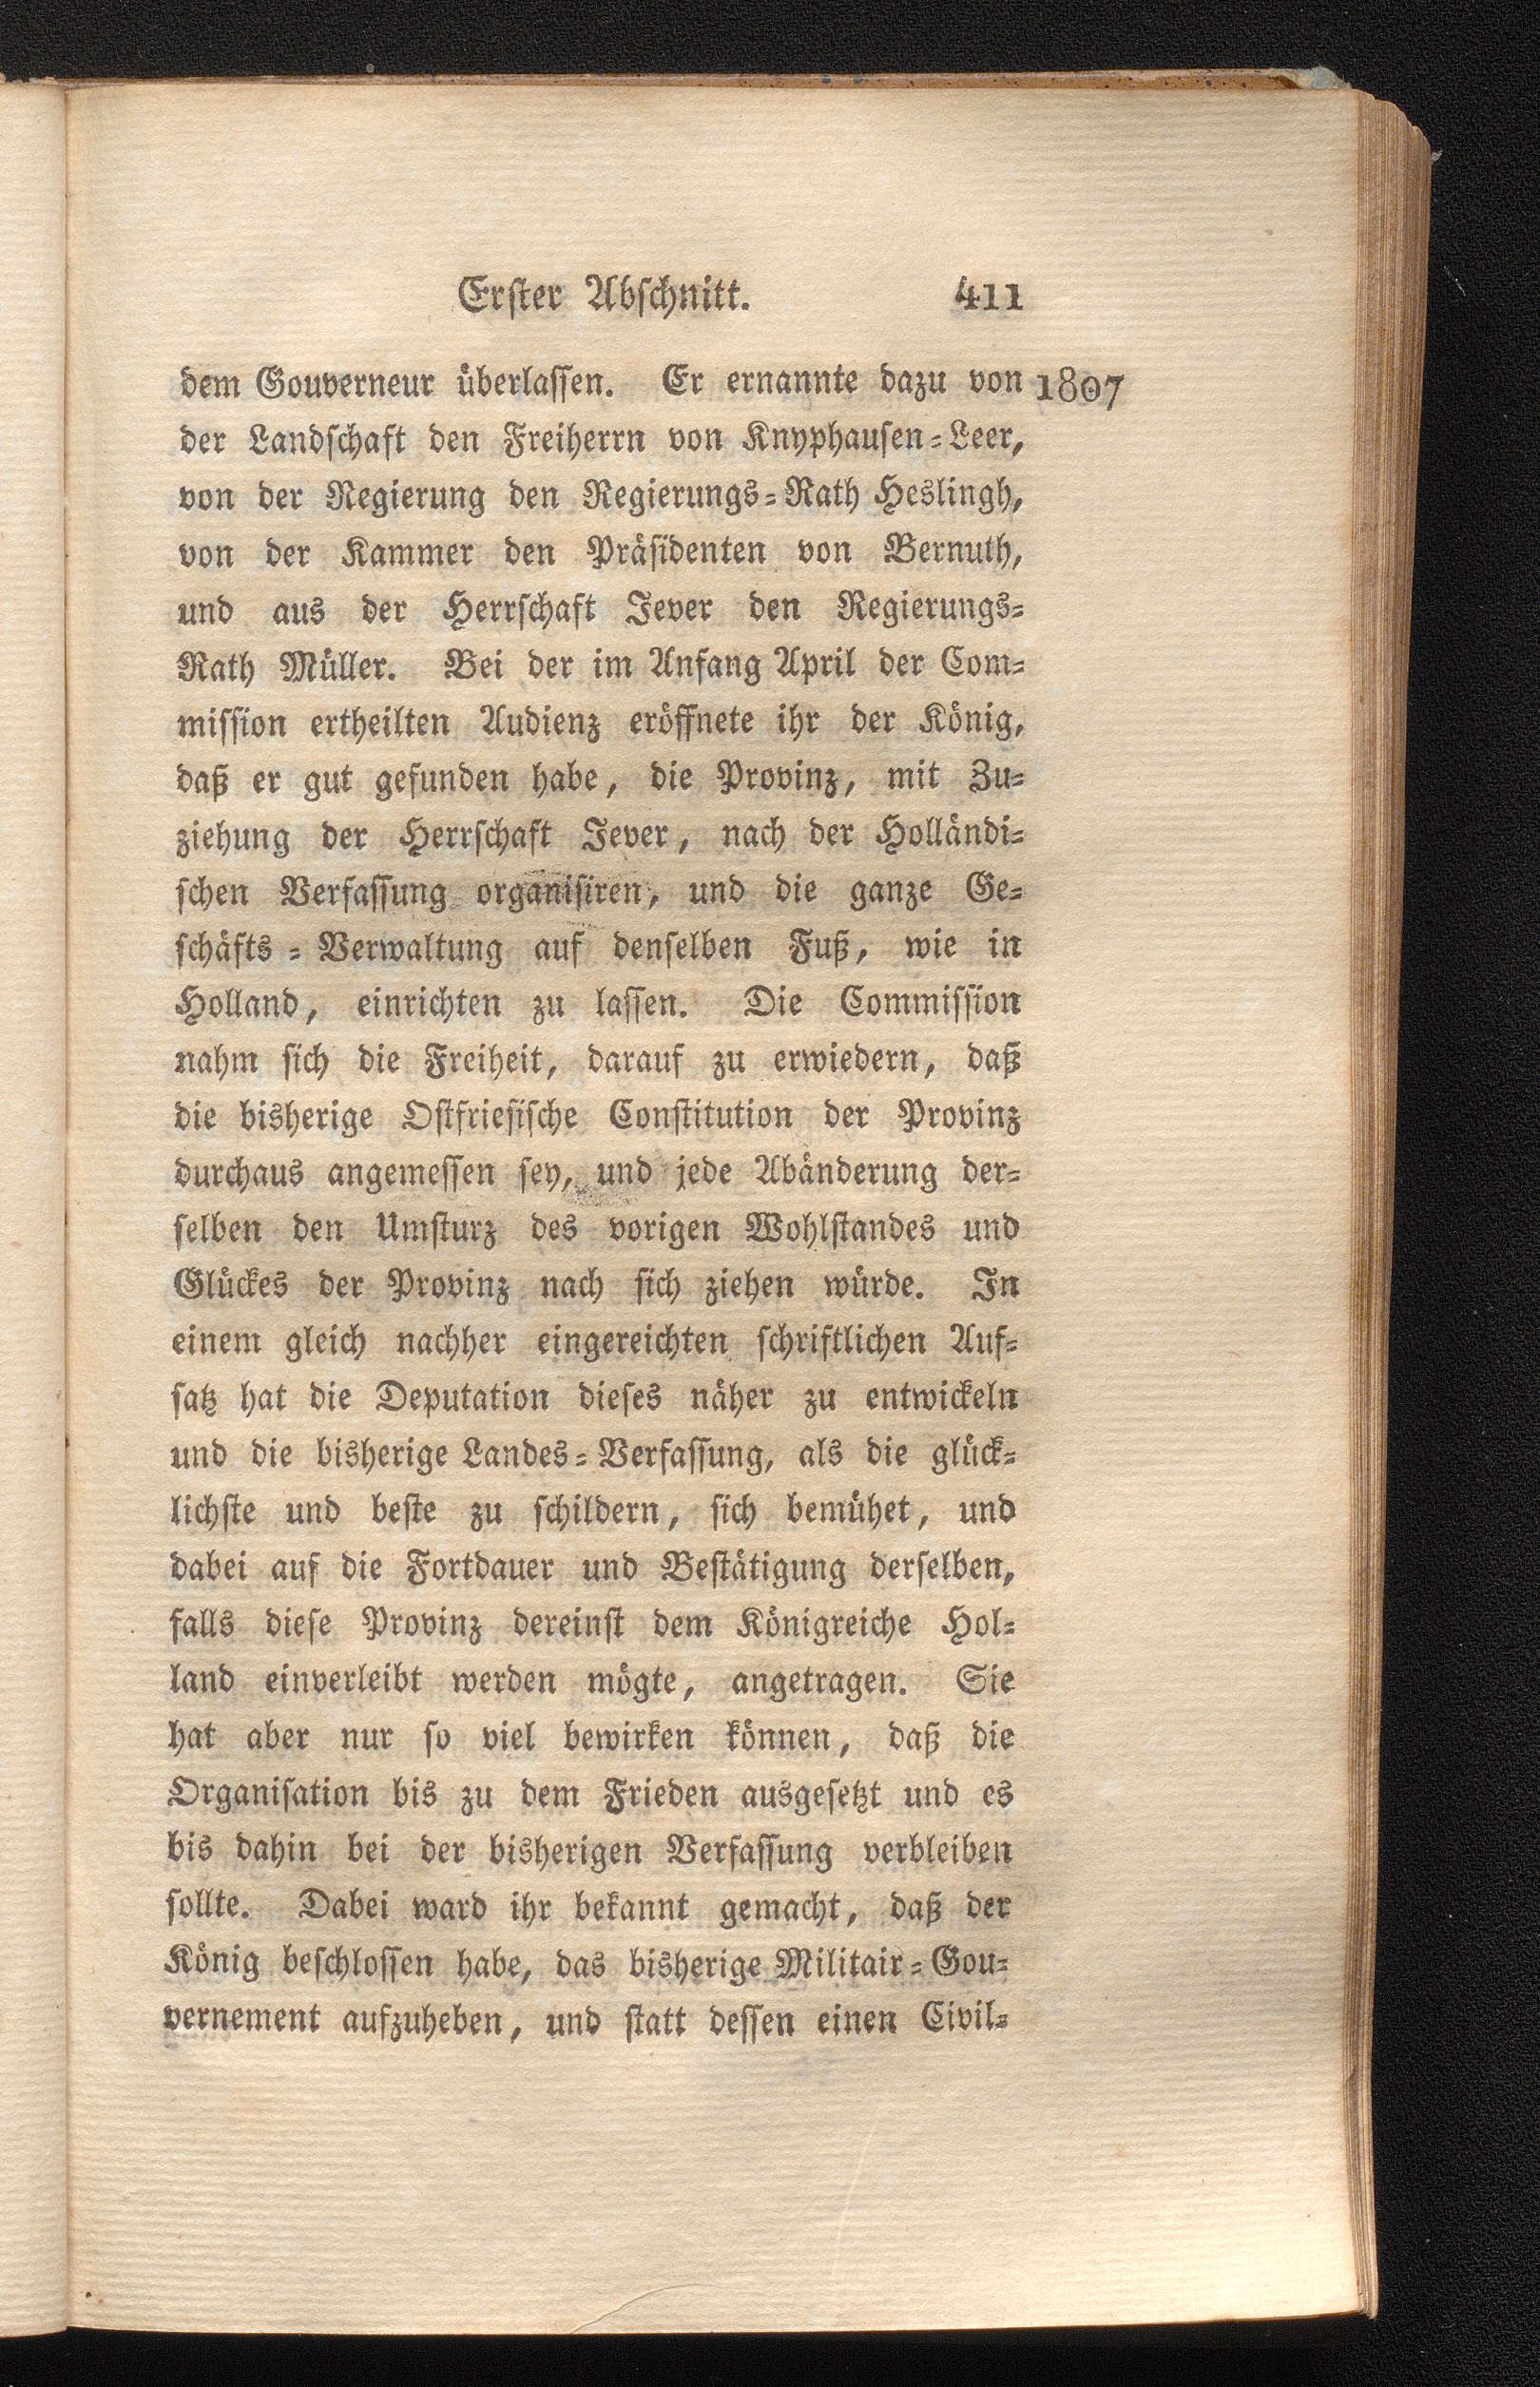 Erster Abschnitt. 411
dem Gouverneur überlassen. Er ernannte dazu von 1807
der Landschaft den Freiherrn von Knyphausen-Leer,
von der Regierung den Regierungs-Rath Heslingh,
von der Kammer den Präsidenten von Bernuth,
und aus der Herrschaft Jever den Regierungs-
Rath Müller. Bei der im Anfang April der Com-
mission ertheilten Audienz eröffnete ihr der König,
daß er gut gefunden habe, die Provinz, mit Zu-
ziehung der Herrschaft Jever, nach der Holländi-
schen Verfassung organisiren, und die ganze Ge-
schäfts-Verwaltung auf denselben Fuß, wie in
Holland, einrichten zu lassen. Die Commission
nahm sich die Freiheit, darauf zu erwiedern, daß
die bisherige Ostfriesische Constitution der Provinz
durchaus angemessen sey, und jede Abänderung der-
selben den Umsturz des vorigen Wohlstandes und
Glückes der Provinz nach sich ziehen würde. In
einem gleich nachher eingereichten schriftlichen Auf-
satz hat die Deputation dieses näher zu entwickeln
und die bisherige Landes-Verfassung, als die glück-
lichste und beste zu schildern, sich bemühet, und
dabei auf die Fortdauer und Bestätigung derselben,
falls diese Provinz dereinst dem Königreiche Hol-
land einverleibt werden mögte, angetragen. Sie
hat aber nur so viel bewirken können, daß die
Organisation bis zu dem Frieden ausgesetzt und es
bis dahin bei der bisherigen Verfassung verbleiben
sollte. Dabei ward ihr bekannt gemacht, daß der
König beschlossen habe, das bisherige Militair-Gou-
vernement aufzuheben, und statt dessen einen Civil-